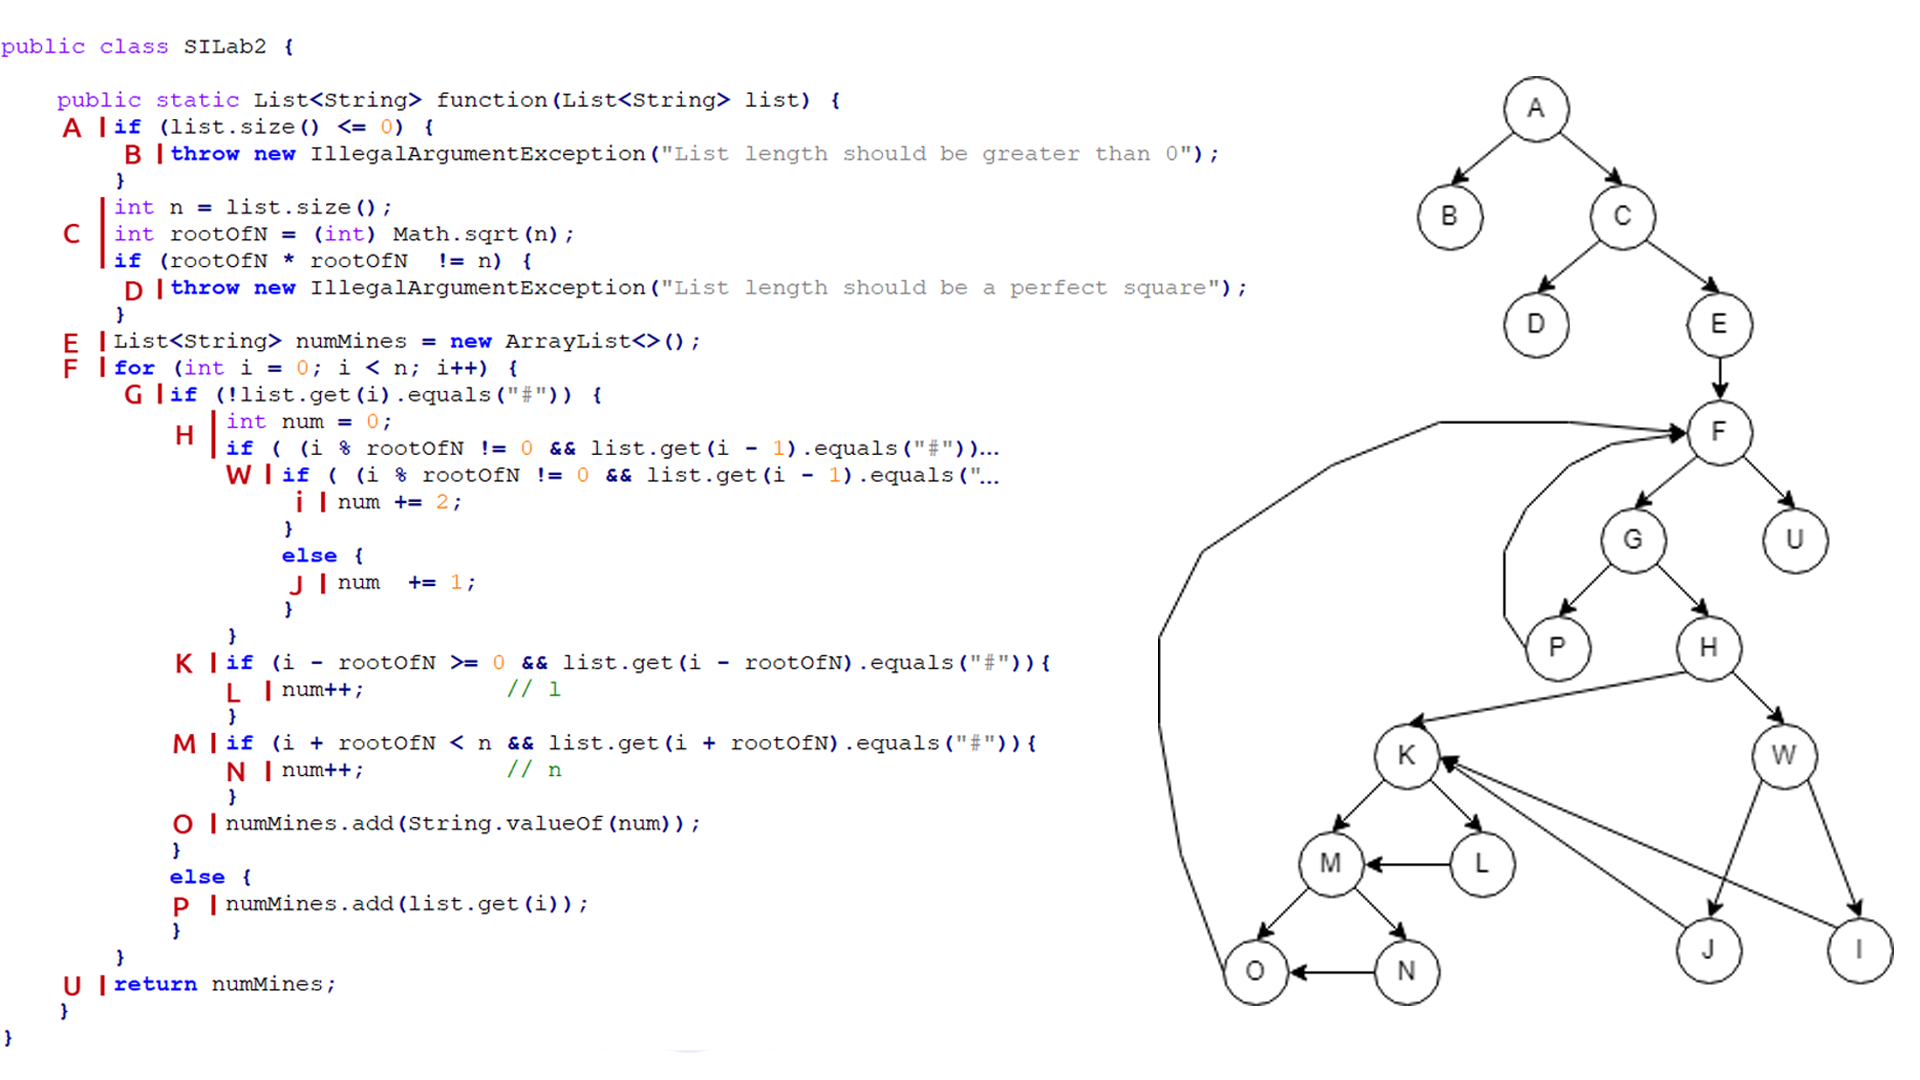 public class SILab2 {
public static List<String> function(List<String> list) {
A if (list.size() <= 0) {
B throw new IllegalArgumentException("List length should be greater than 0");
}
int n = list.size();
C int rootOfN = (int) Math.sqrt(n);
if (rootOfN * rootOfN != n) {
D throw new IllegalArgumentException("List length should be a perfect square");
}
E List<String> numMines = new ArrayList<>();
F for (int i = 0; i < n; i++) {
G if (!list.get(i).equals("#")) {
H int num = 0;
if ( (i % rootOfN != 0 && list.get(i - 1).equals("#"))...
W if ( (i % rootOfN != 0 && list.get(i - 1).equals("...
i num += 2;
}
else {
J num += 1;
}
}
K if (i - rootOfN >= 0 && list.get(i - rootOfN).equals("#")){
L num++; // l
}
M if (i + rootOfN < n && list.get(i + rootOfN).equals("#")){
N num++; // n
}
O numMines.add(String.valueOf(num));
}
else {
P numMines.add(list.get(i));
}
}
U return numMines;
}
}
A
B C
D E
F
G U
P H
K W
M L
J I
O N